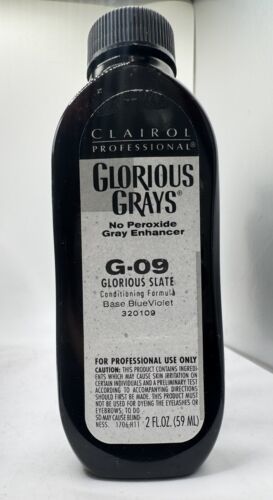 CLAIROL
PROFESSIONAL®
GLORIOUS
GRAYS®
No Peroxide
Gray Enhancer
G-09
GLORIOUS SLATE
Conditioning Formula
Base BlueViolet
320109
FOR PROFESSIONAL USE ONLY
CAUTION: THIS PRODUCT CONTAINS INGREDI-
ENTS WHICH MAY CAUSE SKIN IRRITATION ON
CERTAIN INDIVIDUALS AND A PRELIMINARY TEST
ACCORDING TO ACCOMPANYING DIRECTIONS
SHOULD FIRST BE MADE. THIS PRODUCT MUST
NOT BE USED FOR DYEING THE EYELASHES OR
EYEBROWS; TO DO
SO MAY CAUSE BLIND-
NESS. 1706H11 2 FL.OZ. (59 ML)